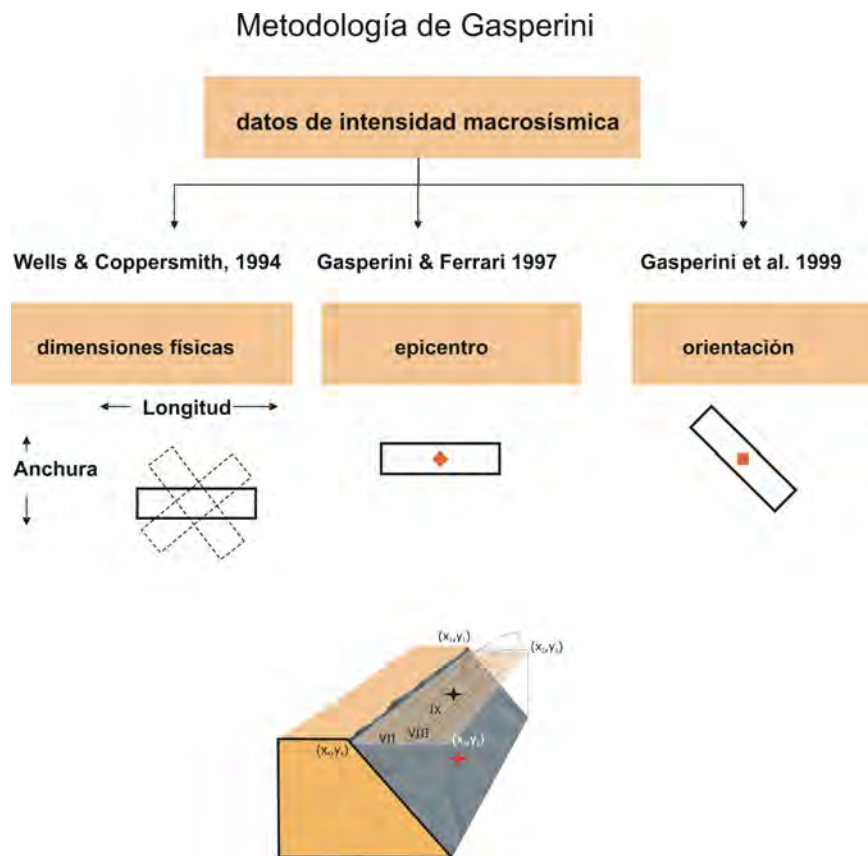 Metodología de Gasperini
datos de intensidad macrosísmica
Wells & Coppersmith, 1994
Gasperini & Ferrari 1997
Gasperini et al. 1999
dimensiones físicas
epicentro
orientación
Longitud
Anchura
IX
VIII
VII